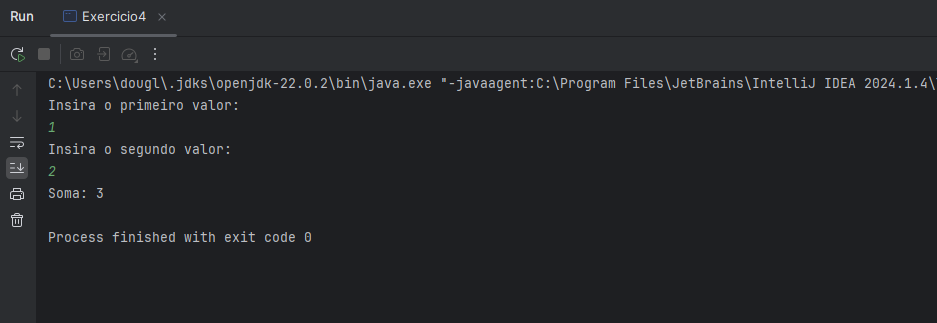 Run Exercicio4
C:\Users\dougl\.jdks\openjdk-22.0.2\bin\java.exe "-javaagent:C:\Program Files\JetBrains\IntelliJ IDEA 2024.1.4\
Insira o primeiro valor:
1
Insira o segundo valor:
2
Soma: 3
Process finished with exit code 0